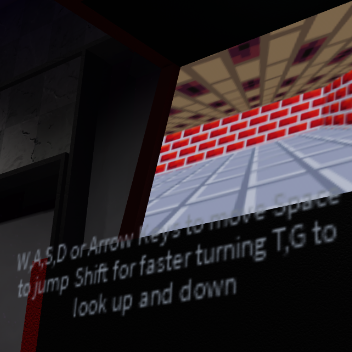 W,A,S,D or Arrow Keys to move Space
to jump Shift for faster turning T,G to
look up and down